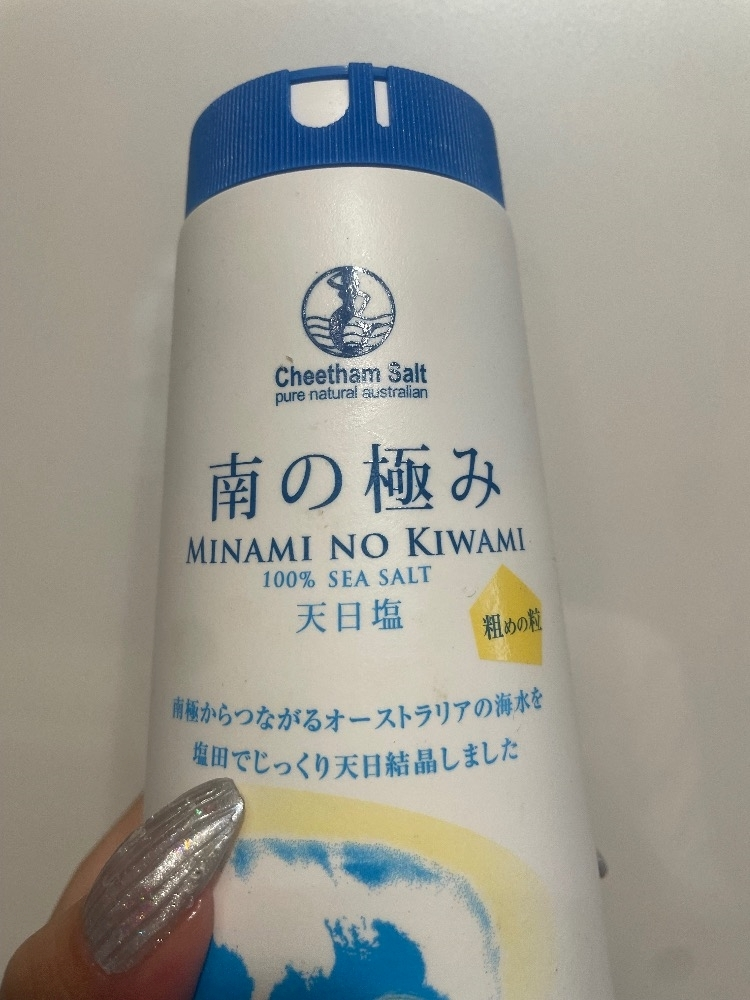 Cheetham Salt
pure natural australian
南の極み
MINAMI NO KIWAMI
100% SEA SALT
天日塩
粗めの粒
南極からつながるオーストラリアの海水を
塩田でじっくり天日結晶しました